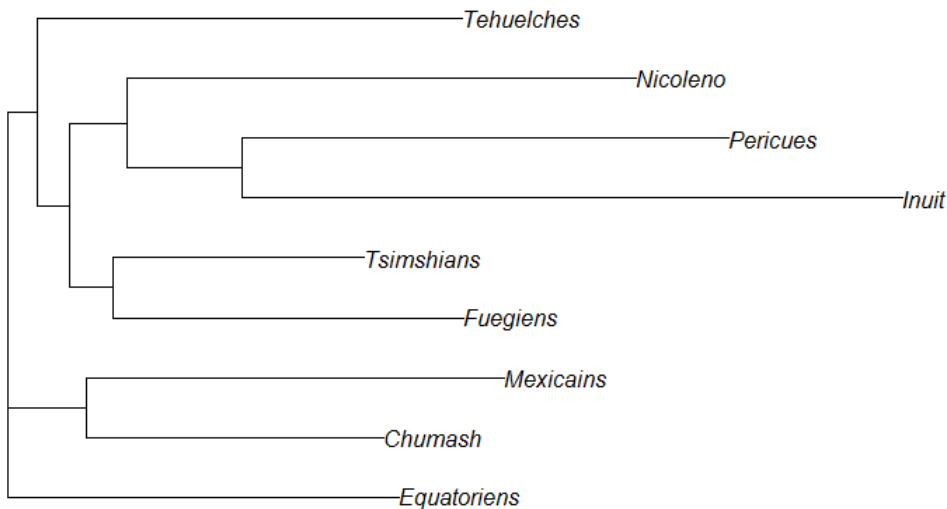 Tehuelches
Nicoleno
Pericues
Inuit
Tsimshians
Fuegiens
Mexicains
Chumash
Equatoriens